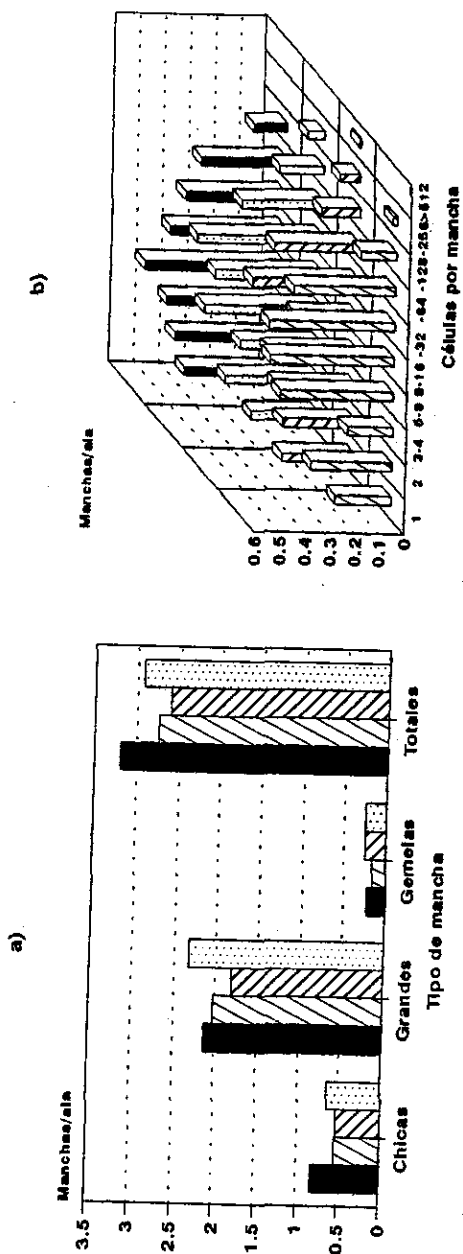 a)
Manchas/ala
3.5
3
2.5
2
1.5
1
0.5
0
Chicas Grandes Gemelas Totales
Tipo de mancha
b)
Manchas/ala
0.6
0.5
0.4
0.3
0.2
0.1
0
1 2 3-4 5-8 9-16 -32 -64 -128 -256 >512
Células por mancha